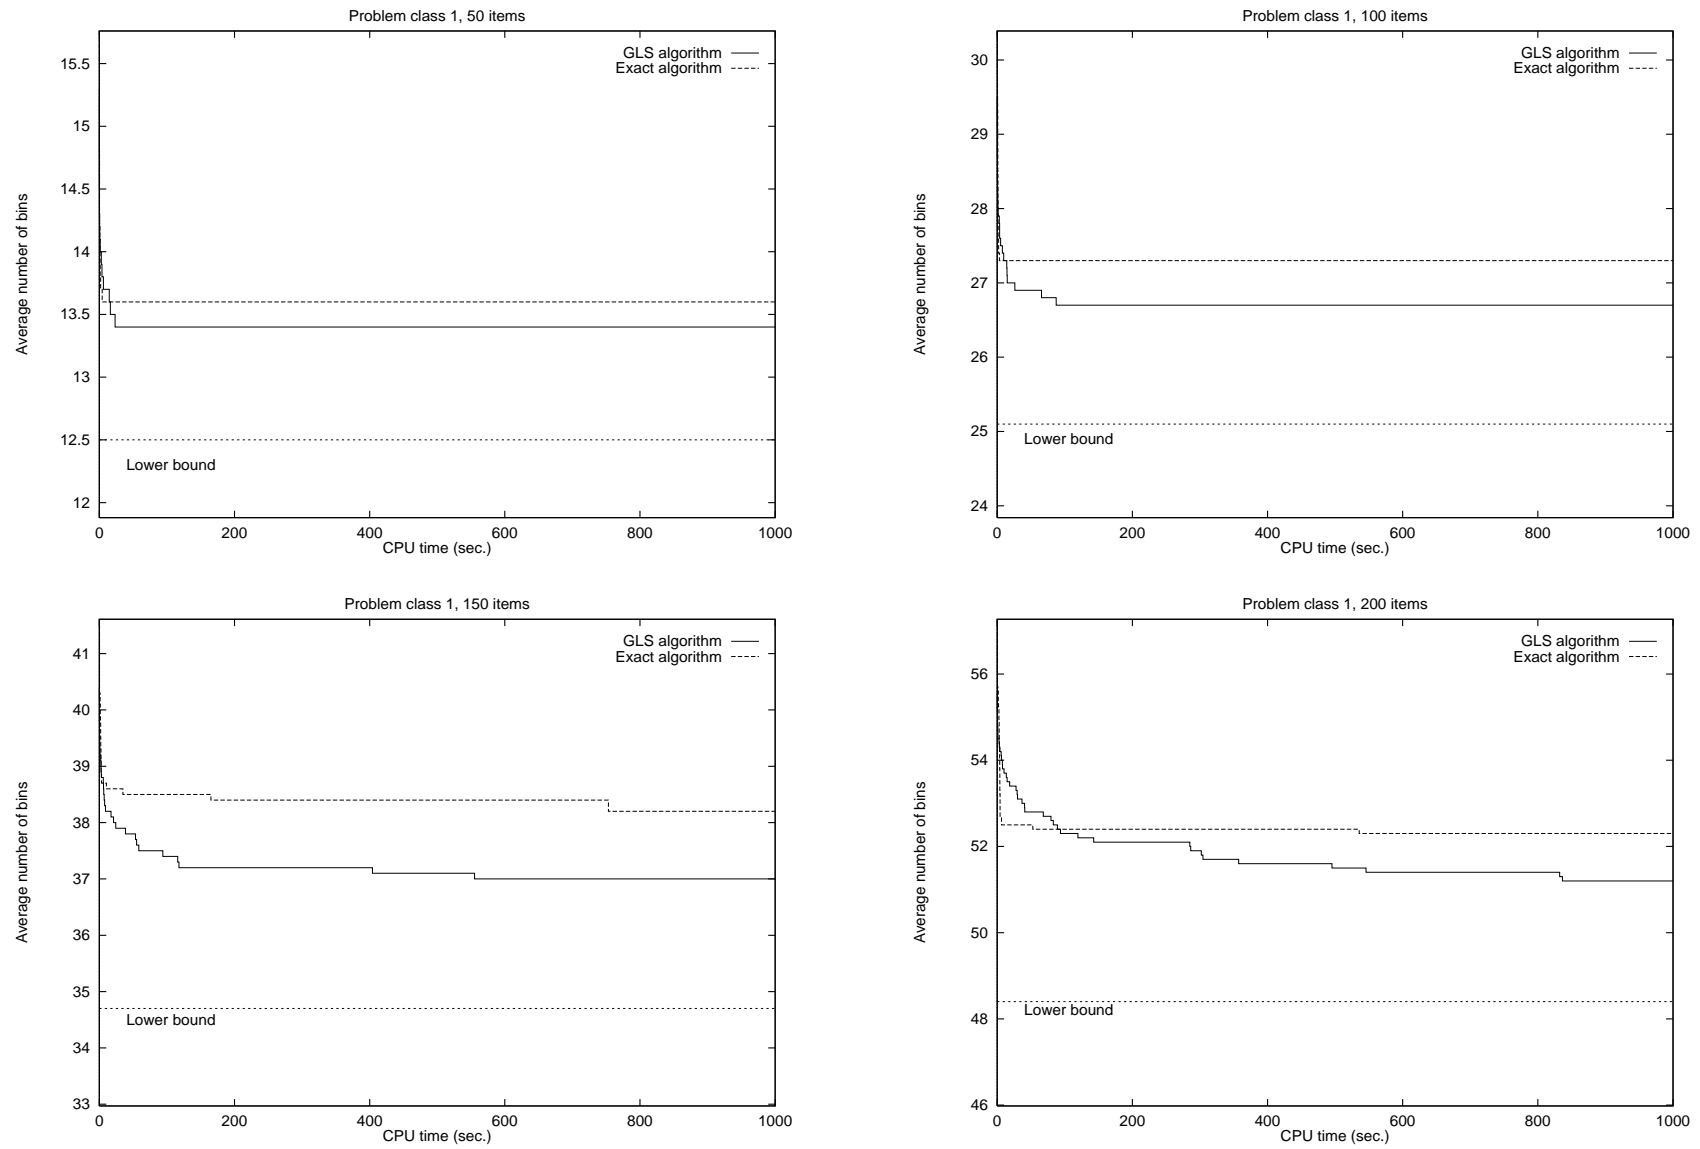 Problem class 1, 50 items
GLS algorithm
Exact algorithm
15.5
15
14.5
14
13.5
13
12.5
12
Average number of bins
Lower bound
0 200 400 600 800 1000
CPU time (sec.)
Problem class 1, 100 items
GLS algorithm
Exact algorithm
30
29
28
27
26
25
24
Average number of bins
Lower bound
0 200 400 600 800 1000
CPU time (sec.)
Problem class 1, 150 items
GLS algorithm
Exact algorithm
41
40
39
38
37
36
35
34
33
Average number of bins
Lower bound
0 200 400 600 800 1000
CPU time (sec.)
Problem class 1, 200 items
GLS algorithm
Exact algorithm
56
54
52
50
48
46
Average number of bins
Lower bound
0 200 400 600 800 1000
CPU time (sec.)